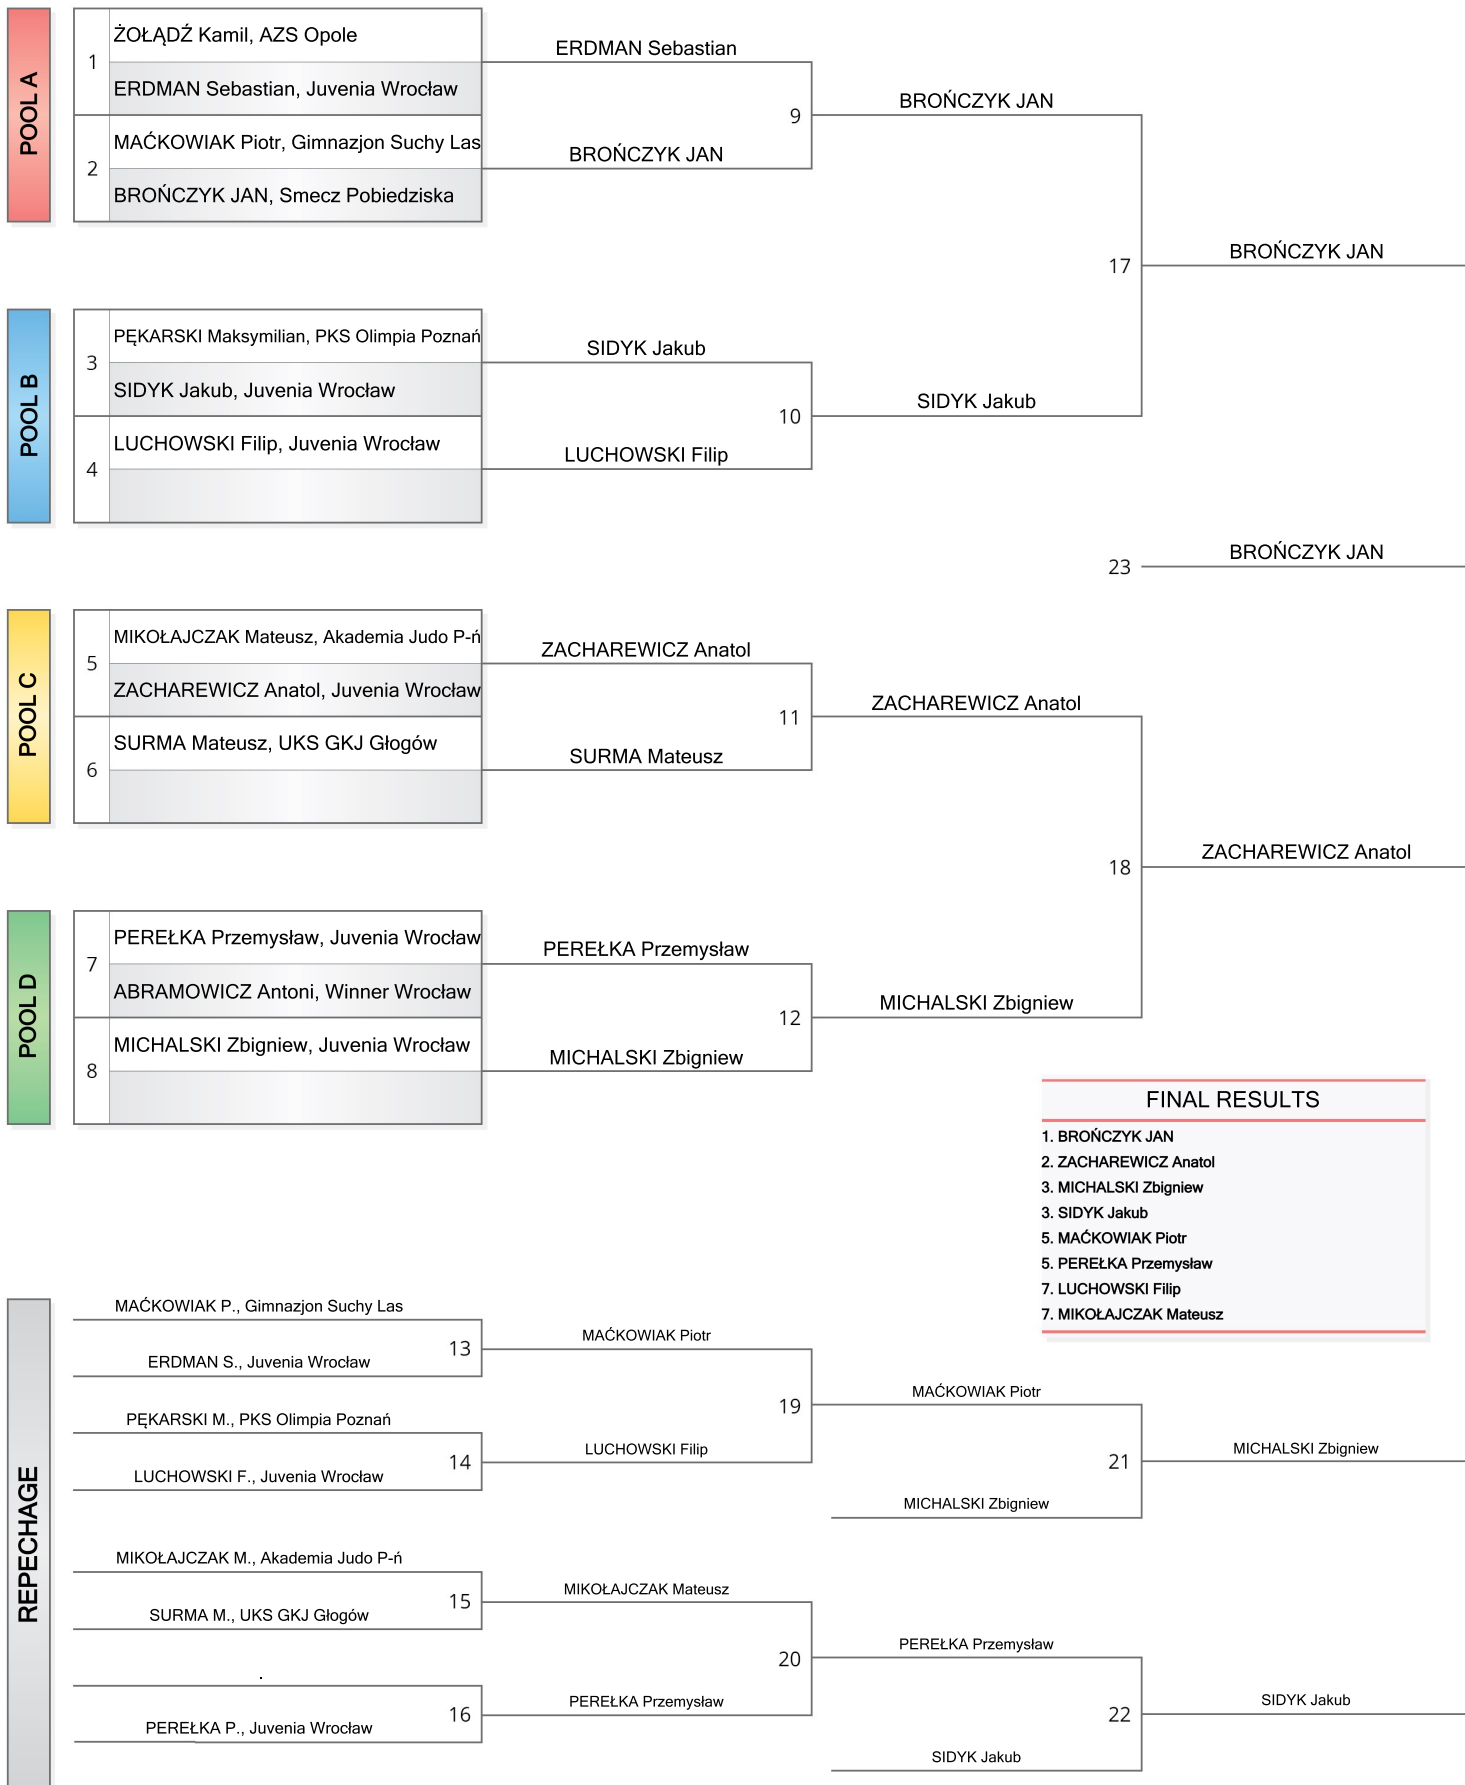 POOL A
1
ŻOŁĄDŹ Kamil, AZS Opole
ERDMAN Sebastian, Juvenia Wrocław
2
MAĆKOWIAK Piotr, Gimnazjon Suchy Las
BROŃCZYK JAN, Smecz Pobiedziska
ERDMAN Sebastian
9
BROŃCZYK JAN
BROŃCZYK JAN
17
BROŃCZYK JAN
POOL B
3
PĘKARSKI Maksymilian, PKS Olimpia Poznań
SIDYK Jakub, Juvenia Wrocław
4
LUCHOWSKI Filip, Juvenia Wrocław
SIDYK Jakub
10
LUCHOWSKI Filip
SIDYK Jakub
23
BROŃCZYK JAN
POOL C
5
MIKOŁAJCZAK Mateusz, Akademia Judo P-ń
ZACHAREWICZ Anatol, Juvenia Wrocław
6
SURMA Mateusz, UKS GKJ Głogów
ZACHAREWICZ Anatol
11
SURMA Mateusz
ZACHAREWICZ Anatol
18
ZACHAREWICZ Anatol
POOL D
7
PEREŁKA Przemysław, Juvenia Wrocław
ABRAMOWICZ Antoni, Winner Wrocław
8
MICHALSKI Zbigniew, Juvenia Wrocław
PEREŁKA Przemysław
12
MICHALSKI Zbigniew
MICHALSKI Zbigniew
FINAL RESULTS
1. BROŃCZYK JAN
2. ZACHAREWICZ Anatol
3. MICHALSKI Zbigniew
3. SIDYK Jakub
5. MAĆKOWIAK Piotr
5. PEREŁKA Przemysław
7. LUCHOWSKI Filip
7. MIKOŁAJCZAK Mateusz
REPECHAGE
MAĆKOWIAK P., Gimnazjon Suchy Las
13
ERDMAN S., Juvenia Wrocław
PĘKARSKI M., PKS Olimpia Poznań
14
LUCHOWSKI F., Juvenia Wrocław
MAĆKOWIAK Piotr
19
LUCHOWSKI Filip
MAĆKOWIAK Piotr
21
MICHALSKI Zbigniew
MICHALSKI Zbigniew
MIKOŁAJCZAK M., Akademia Judo P-ń
15
SURMA M., UKS GKJ Głogów
.
16
PEREŁKA P., Juvenia Wrocław
MIKOŁAJCZAK Mateusz
20
PEREŁKA Przemysław
PEREŁKA Przemysław
22
SIDYK Jakub
SIDYK Jakub